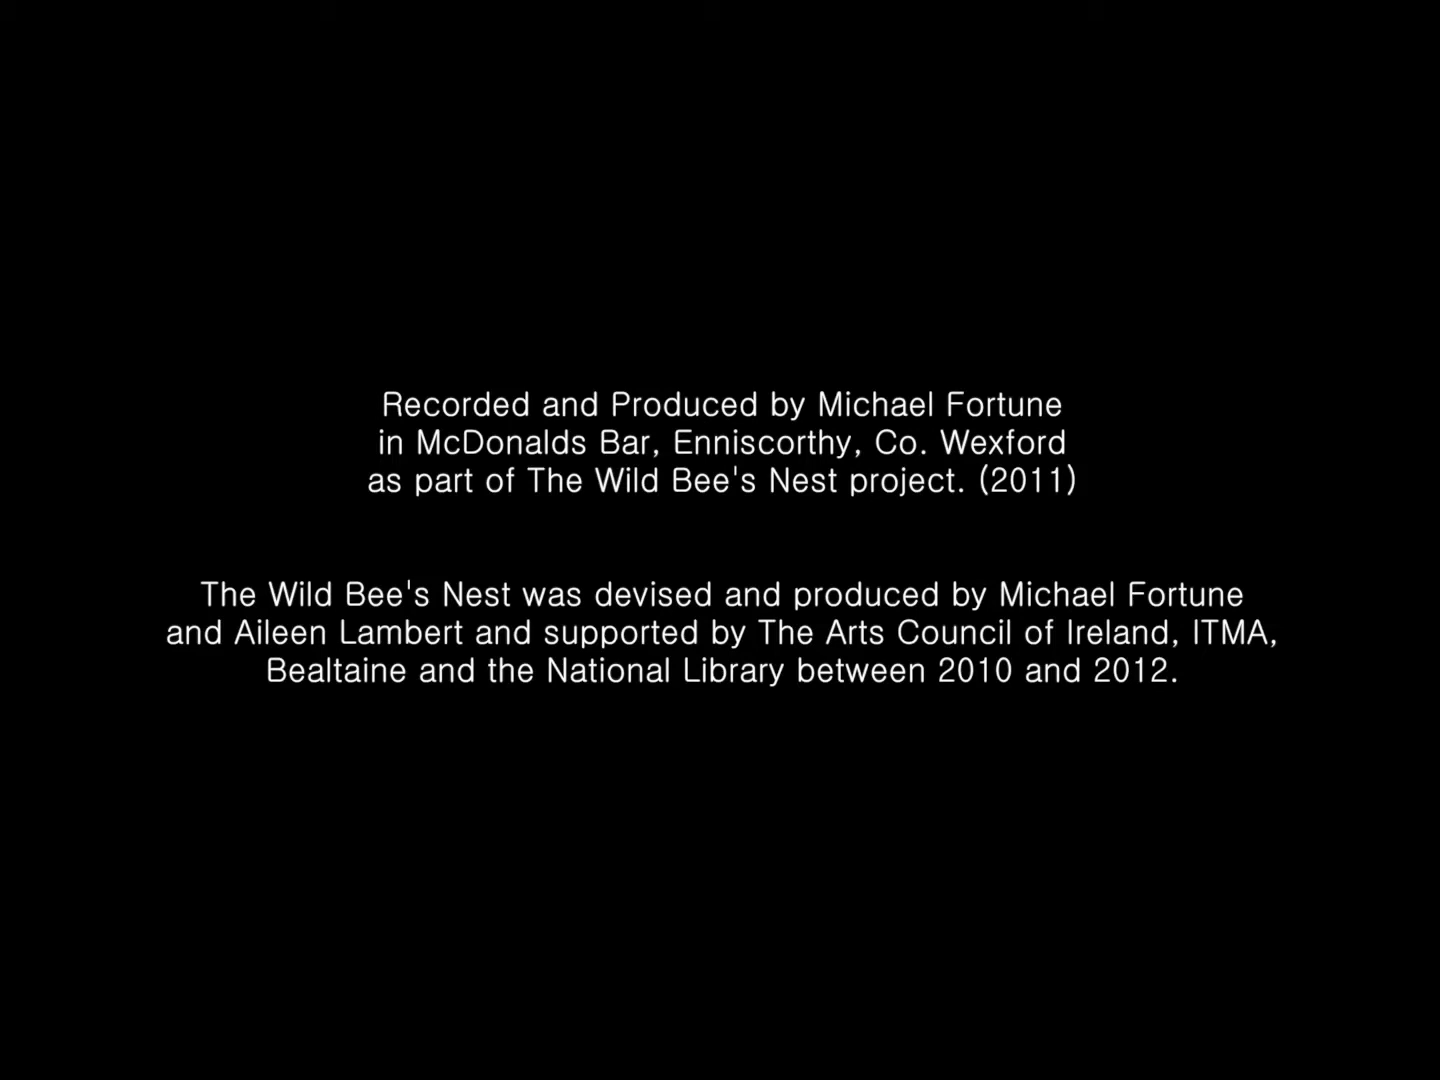 Recorded and Produced by Michael Fortune
in McDonalds Bar, Enniscorthy, Co. Wexford
as part of The Wild Bee's Nest project. (2011)
The Wild Bee's Nest was devised and produced by Michael Fortune
and Aileen Lambert and supported by The Arts Council of Ireland, ITMA,
Bealtaine and the National Library between 2010 and 2012.